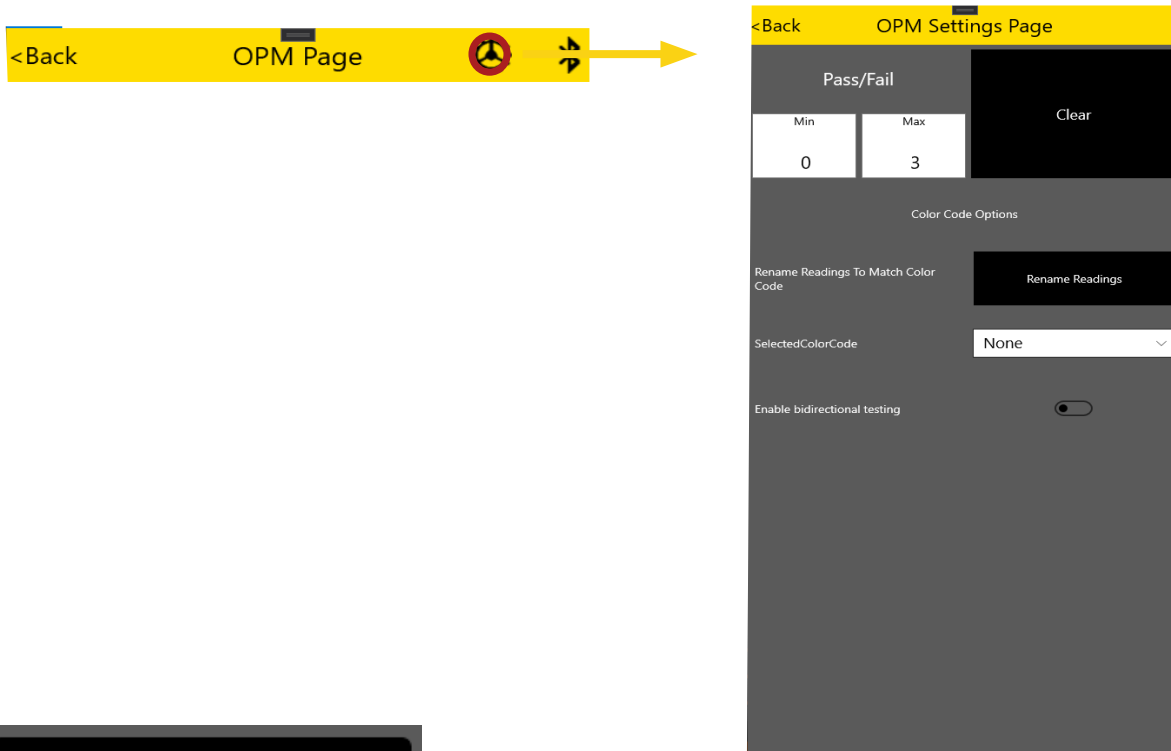 <Back
OPM Page
<Back
OPM Settings Page
Pass/Fail
Min
Max
Clear
0
3
Color Code Options
Rename Readings To Match Color
Code
Rename Readings
SelectedColorCode
None
Enable bidirectional testing